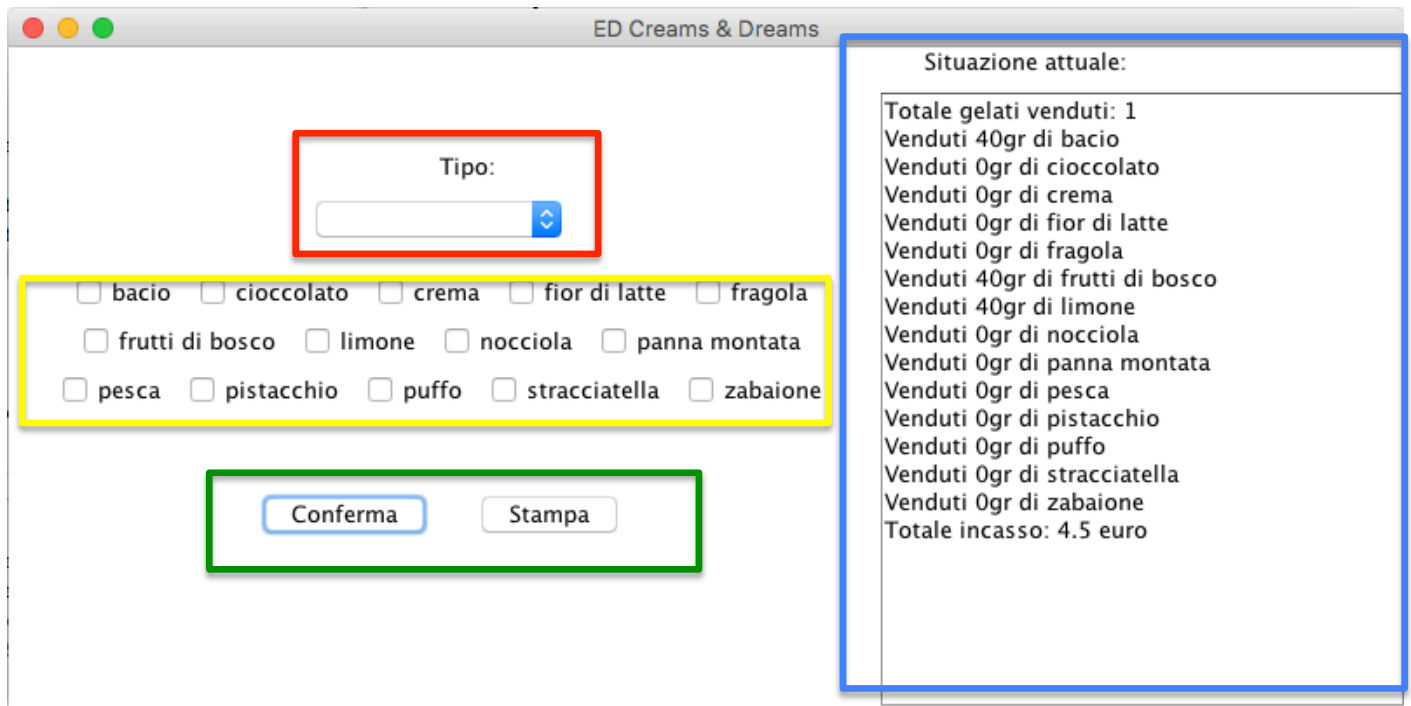 ED Creams & Dreams
Tipo:
bacio cioccolato crema fior di latte fragola
frutti di bosco limone nocciola panna montata
pesca pistacchio puffo stracciatella zabaione
Conferma Stampa
Situazione attuale:
Totale gelati venduti: 1
Venduti 40gr di bacio
Venduti 0gr di cioccolato
Venduti 0gr di crema
Venduti 0gr di fior di latte
Venduti 0gr di fragola
Venduti 40gr di frutti di bosco
Venduti 40gr di limone
Venduti 0gr di nocciola
Venduti 0gr di panna montata
Venduti 0gr di pesca
Venduti 0gr di pistacchio
Venduti 0gr di puffo
Venduti 0gr di stracciatella
Venduti 0gr di zabaione
Totale incasso: 4.5 euro